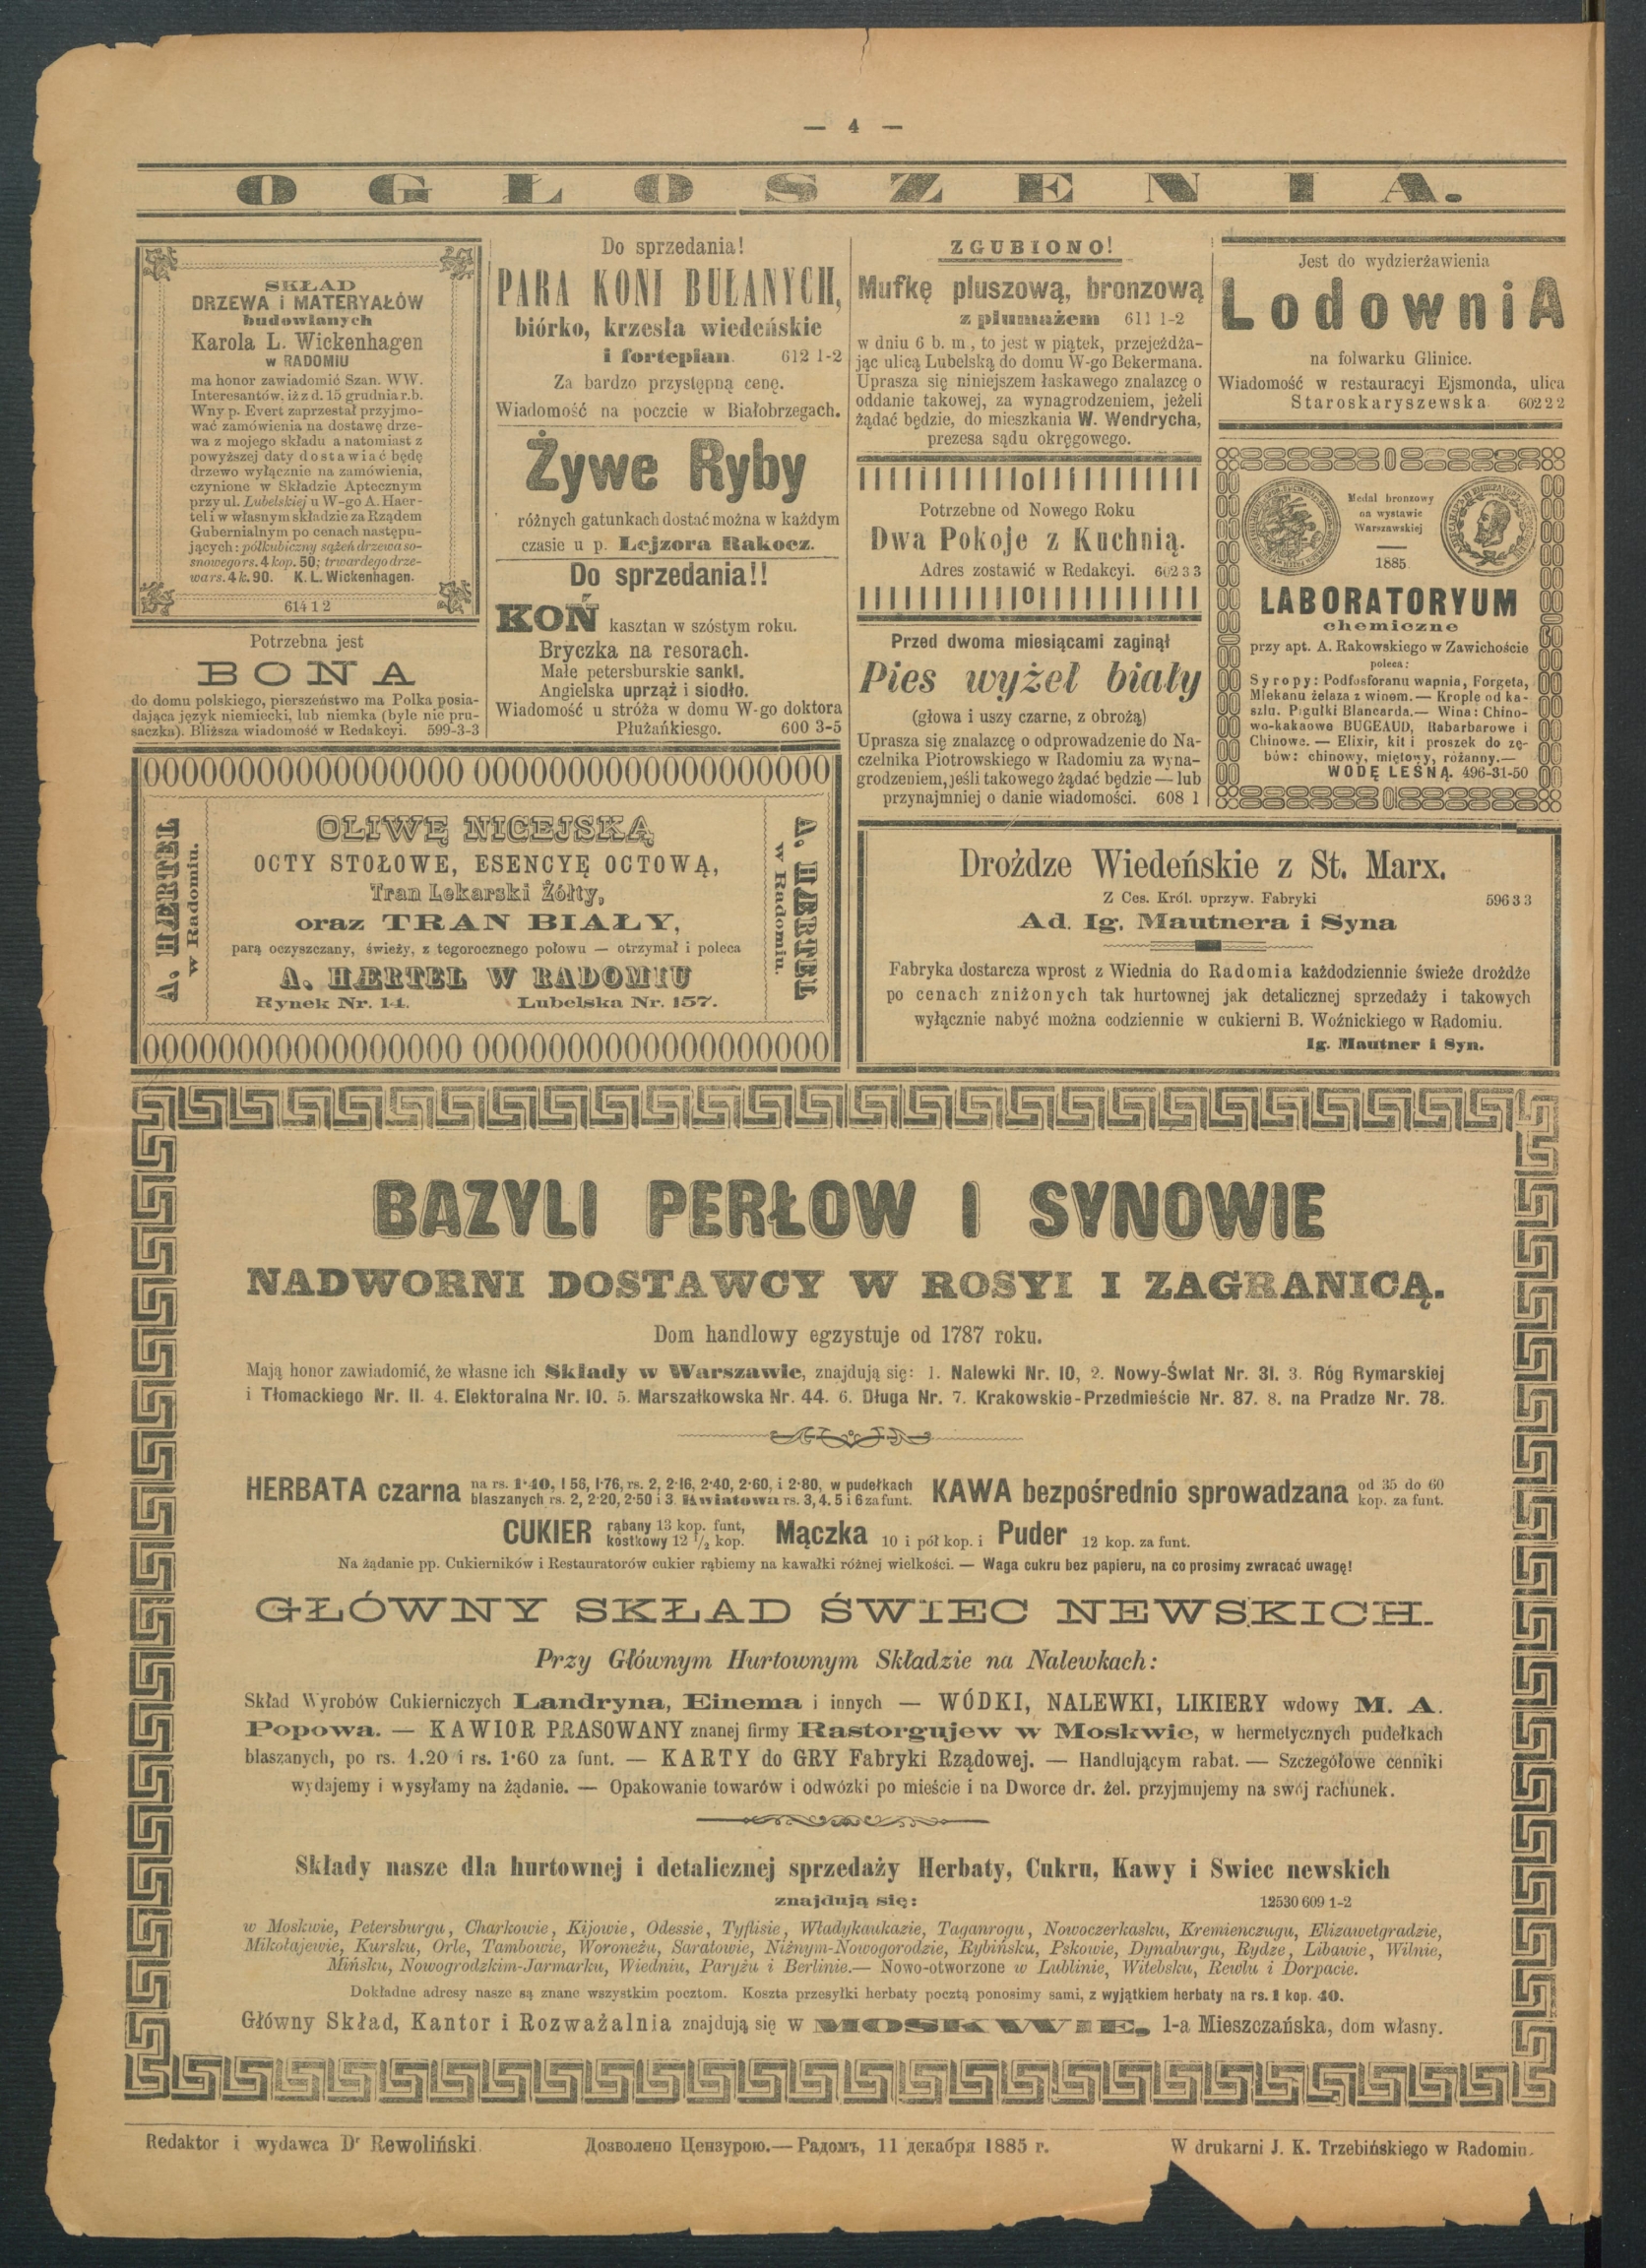 — 4 —
OGŁOSZENIA.
SKŁAD
DRZEWA i MATERYAŁÓW
budowlanych
Karola L. Wickenhagen
w RADOMIU
ma honor zawiadomić Szan. WW.
Interesantów, iż z d. 15 grudnia r.b.
Wny p. Evert zaprzestał przyjmo-
wać zamówienia na dostawę drze-
wa z mojego składu a natomiast z
powyższej daty dostawiać będę
drzewo wyłącznie na zamówienia,
czynione w Składzie Aptecznym
przy ul. Lubelskiej u W-go A. Haer-
tel i w własnym składzie za Rządem
Gubernialnym po cenach następu-
jących: półkubiczny sążeń drzewa so-
snowego rs. 4 kop. 50; twardego drze-
wa rs. 4 k. 90. K. L. Wickenhagen.
614 1 2
Potrzebna jest
BONA
do domu polskiego, pierszeństwo ma Polka posia-
dająca język niemiecki, lub niemka (byle nie pru-
saczka). Bliższa wiadomość w Redakcyi. 599-3-3
Do sprzedania!
PARA KONI BUŁANYCH,
biórko, krzesła wiedeńskie
i fortepian. 612 1-2
Za bardzo przystępną cenę.
Wiadomość na poczcie w Białobrzegach.
Żywe Ryby
różnych gatunkach dostać można w każdym
czasie u p. Lejzora Rakocz.
Do sprzedania!!
KOŃ kasztan w szóstym roku.
Bryczka na resorach.
Małe petersburskie sanki.
Angielska uprząż i siodło.
Wiadomość u stróża w domu W-go doktora
Płużańkiesgo. 600 3-5
ZGUBIONO!
Mufkę pluszową, bronzową
z plumażem 611 1-2
w dniu 6 b. m., to jest w piątek, przejeżdża-
jąc ulicą Lubelską do domu W-go Bekermana.
Uprasza się niniejszem łaskawego znalazcę o
oddanie takowej, za wynagrodzeniem, jeżeli
żądać będzie, do mieszkania W. Wendrycha,
prezesa sądu okręgowego.
Potrzebne od Nowego Roku
Dwa Pokoje z Kuchnią.
Adres zostawić w Redakcyi. 602 3 3
Przed dwoma miesiącami zaginął
Pies wyżeł biały
(głowa i uszy czarne, z obrożą)
Uprasza się znalazcę o odprowadzenie do Na-
czelnika Piotrowskiego w Radomiu za wyna-
grodzeniem, jeśli takowego żądać będzie — lub
przynajmniej o danie wiadomości. 608 1
Jest do wydzierżawienia
LodowniA
na folwarku Glinice.
Wiadomość w restauracyi Ejsmonda, ulica
Staroskaryszewska. 602 2 2
Medal bronzowy
na wystawie
Warszawskiej
—
1885.
LABORATORYUM
chemiczne
przy apt. A. Rakowskiego w Zawichoście
poleca:
Syropy: Podfosforanu wapnia, Forgeta,
Mlekanu żelaza z winem. — Krople od ka-
szlu. Pigułki Blancarda. — Wina: Chino-
wo-kakaowe BUGEAUD, Rabarbarowe i
Chinowe. — Elixir, kit i proszek do zę-
bów: chinowy, miętowy, różanny. —
WODĘ LEŚNĄ. 496-31-50
A. HÆRTEL
w Radomiu.
OLIWĘ NICEJSKĄ
OCTY STOŁOWE, ESENCYĘ OCTOWĄ,
Tran Lekarski Żółty,
oraz TRAN BIAŁY,
parą oczyszczany, świeży, z tegorocznego połowu — otrzymał i poleca
A. HÆRTEL W RADOMIU
Rynek Nr. 14. Lubelska Nr. 157.
A. HÆRTEL
w Radomiu.
Drożdze Wiedeńskie z St. Marx.
Z Ces. Król. uprzyw. Fabryki 596 3 3
Ad. Ig. Mautnera i Syna
Fabryka dostarcza wprost z Wiednia do Radomia każdodziennie świeże drożdże
po cenach zniżonych tak hurtownej jak detalicznej sprzedaży i takowych
wyłącznie nabyć można codziennie w cukierni B. Woźnickiego w Radomiu.
Ig. Mautner i Syn.
BAZYLI PERŁOW I SYNOWIE
NADWORNI DOSTAWCY W ROSYI I ZAGRANICĄ.
Dom handlowy egzystuje od 1787 roku.
Mają honor zawiadomić, że własne ich Składy w Warszawie, znajdują się: 1. Nalewki Nr. 10, 2. Nowy-Świat Nr. 31. 3. Róg Rymarskiej
i Tłomackiego Nr. 11. 4. Elektoralna Nr. 10. 5. Marszałkowska Nr. 44. 6. Długa Nr. 7. Krakowskie-Przedmieście Nr. 87. 8. na Pradze Nr. 78.
HERBATA czarna na rs. 1·40, 1 56, 1·76, rs. 2, 2·16, 2·40, 2·60, i 2·80, w pudełkach
blaszanych rs. 2, 2·20, 2·50 i 3. Kwiatowa rs. 3, 4. 5 i 6 za funt. KAWA bezpośrednio sprowadzana od 35 do 60
kop. za funt.
CUKIER rąbany 13 kop. funt,
kostkowy 12 1/2 kop. Mączka 10 i pół kop. i Puder 12 kop. za funt.
Na żądanie pp. Cukierników i Restauratorów cukier rąbiemy na kawałki różnej wielkości. — Waga cukru bez papieru, na co prosimy zwracać uwagę!
GŁÓWNY SKŁAD ŚWIEC NEWSKICH.
Przy Głównym Hurtownym Składzie na Nalewkach:
Skład Wyrobów Cukierniczych Landryna, Einema i innych — WÓDKI, NALEWKI, LIKIERY wdowy M. A.
Popowa. — KAWIOR PRASOWANY znanej firmy Rastorgujew w Moskwie, w hermetycznych pudełkach
blaszanych, po rs. 1.20 i rs. 1·60 za funt. — KARTY do GRY Fabryki Rządowej. — Handlującym rabat. — Szczegółowe cenniki
wydajemy i wysyłamy na żądanie. — Opakowanie towarów i odwózki po mieście i na Dworce dr. żel. przyjmujemy na swój rachunek.
Składy nasze dla hurtownej i detalicznej sprzedaży Herbaty, Cukru, Kawy i Swiec newskich
znajdują się: 12530 609 1-2
w Moskwie, Petersburgu, Charkowie, Kijowie, Odessie, Tyflisie, Władykaukazie, Taganrogu, Nowoczerkasku, Kremienczugu, Elizawetgradzie,
Mikołajewie, Kursku, Orle, Tambowie, Woroneżu, Saratowie, Niżnym-Nowogorodzie, Rybińsku, Pskowie, Dynaburgu, Rydze, Libawie, Wilnie,
Mińsku, Nowogrodzkim-Jarmarku, Wiedniu, Paryżu i Berlinie. — Nowo-otworzone w Lublinie, Witebsku, Rewlu i Dorpacie.
Dokładne adresy nasze są znane wszystkim pocztom. Koszta przesyłki herbaty pocztą ponosimy sami, z wyjątkiem herbaty na rs. 1 kop. 40.
Główny Skład, Kantor i Rozważalnia znajdują się w MOSKWIE, 1-a Mieszczańska, dom własny.
Redaktor i wydawca Dr Rewoliński. Дозволено Цензурою. — Радомъ, 11 декабря 1885 г. W drukarni J. K. Trzebińskiego w Radomiu.